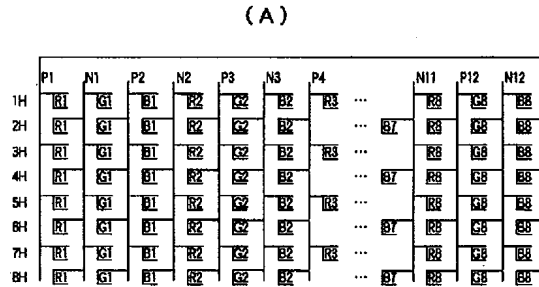 (A)
P1 N1 P2 N2 P3 N3 P4 N11 P12 N12
1H R1 G1 B1 R2 G2 B2 R3 ... R8 G8 B8
2H R1 G1 B1 R2 G2 B2 ... B7 R8 G8 B8
3H R1 G1 B1 R2 G2 B2 R3 ... R8 G8 B8
4H R1 G1 B1 R2 G2 B2 ... B7 R8 G8 B8
5H R1 G1 B1 R2 G2 B2 R3 ... R8 G8 B8
6H R1 G1 B1 R2 G2 B2 ... B7 R8 G8 B8
7H R1 G1 B1 R2 G2 B2 R3 ... R8 G8 B8
8H R1 G1 B1 R2 G2 B2 ... B7 R8 G8 B8